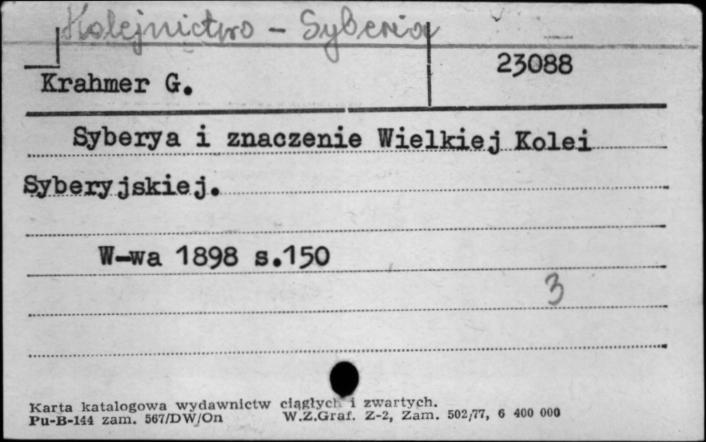 Kolejnictwo - Syberia
23088
Krahmer G.
Syberya i znaczenie Wielkiej Kolei
Syberyjskiej.
W-wa 1898 s.150
3
Karta katalogowa wydawnictw ciągłych i zwartych.
Pu-B-144 zam. 567/DW/On W.Z.Graf. Z-2, Zam. 502/77, 6 400 000